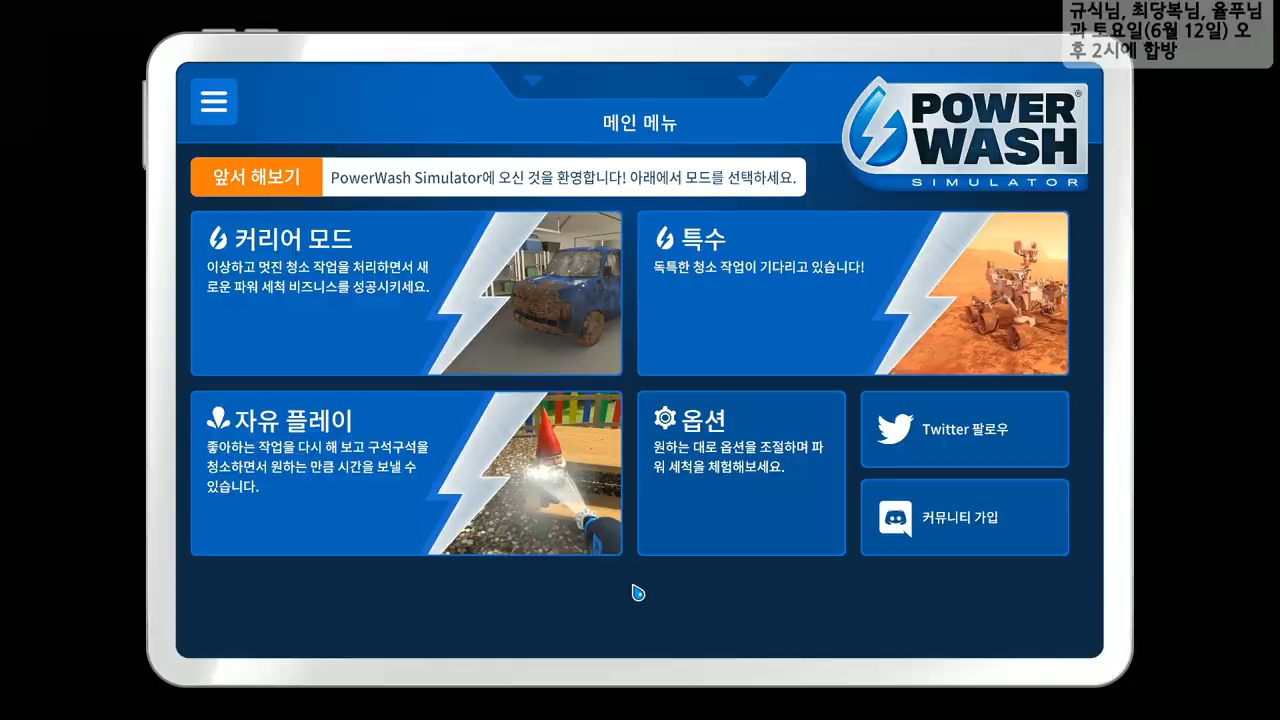 규식님, 최당복님, 율푸님
과 토요일(6월 12일) 오
후 2시에 합방
메인 메뉴
POWER
WASH
SIMULATOR
앞서 해보기
PowerWash Simulator에 오신 것을 환영합니다! 아래에서 모드를 선택하세요.
커리어 모드
이상하고 멋진 청소 작업을 처리하면서 새
로운 파워 세척 비즈니스를 성공시키세요.
특수
독특한 청소 작업이 기다리고 있습니다!
자유 플레이
좋아하는 작업을 다시 해 보고 구석구석을
청소하면서 원하는 만큼 시간을 보낼 수
있습니다.
옵션
원하는 대로 옵션을 조절하며 파
워 세척을 체험해보세요.
Twitter 팔로우
커뮤니티 가입